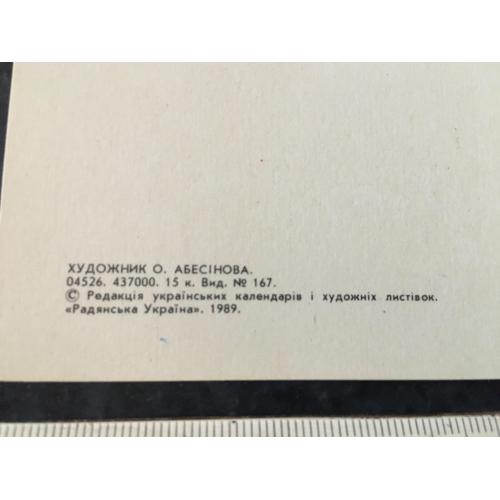 ХУДОЖНИК О. АБЕСІНОВА.
04526. 437000. 15 к. Вид. № 167.
© Редакція українських календарів і художніх листівок.
«Радянська Україна». 1989.